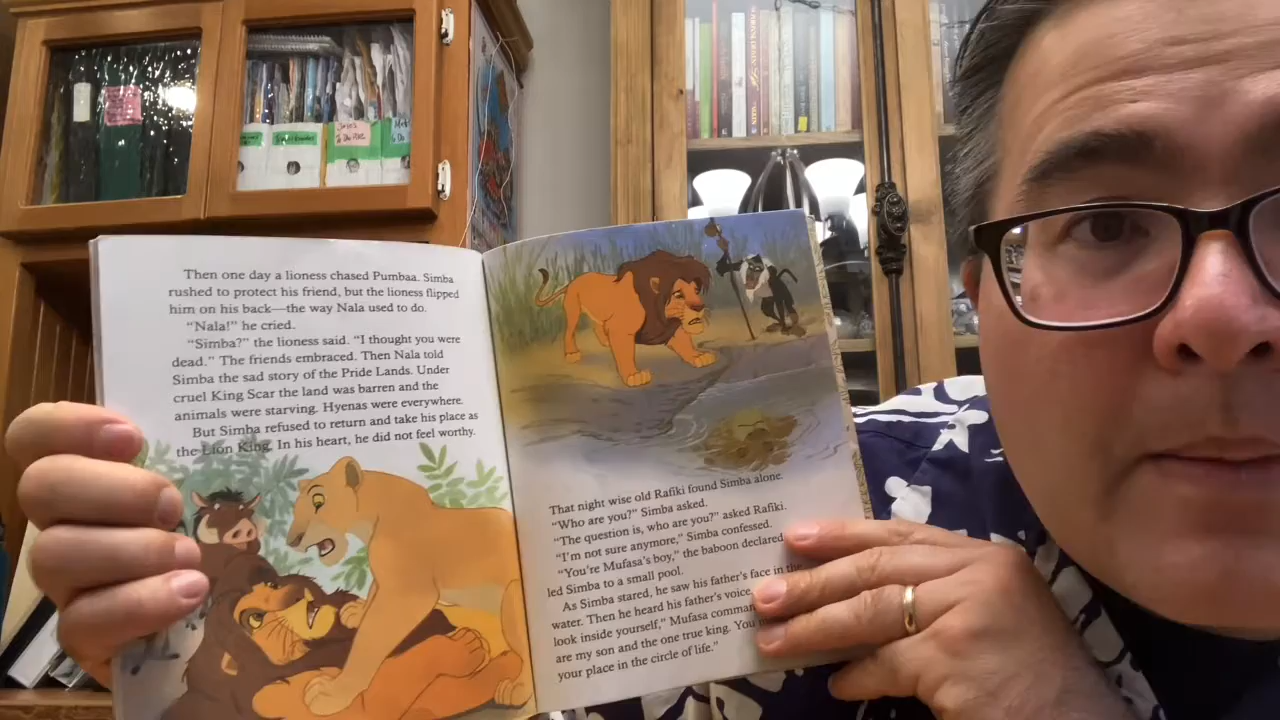 Then one day a lioness chased Pumbaa. Simba
rushed to protect his friend, but the lioness flipped
him on his back—the way Nala used to do.
"Nala!" he cried.
"Simba?" the lioness said. "I thought you were
dead." The friends embraced. Then Nala told
Simba the sad story of the Pride Lands. Under
cruel King Scar the land was barren and the
animals were starving. Hyenas were everywhere.
But Simba refused to return and take his place as
the Lion King. In his heart, he did not feel worthy.
That night wise old Rafiki found Simba alone.
"Who are you?" Simba asked.
"The question is, who are you?" asked Rafiki.
"I'm not sure anymore," Simba confessed.
"You're Mufasa's boy," the baboon declared
led Simba to a small pool.
As Simba stared, he saw his father's face in the
water. Then he heard his father's voice.
look inside yourself," Mufasa
are my son and the one true king. You
your place in the circle of life."